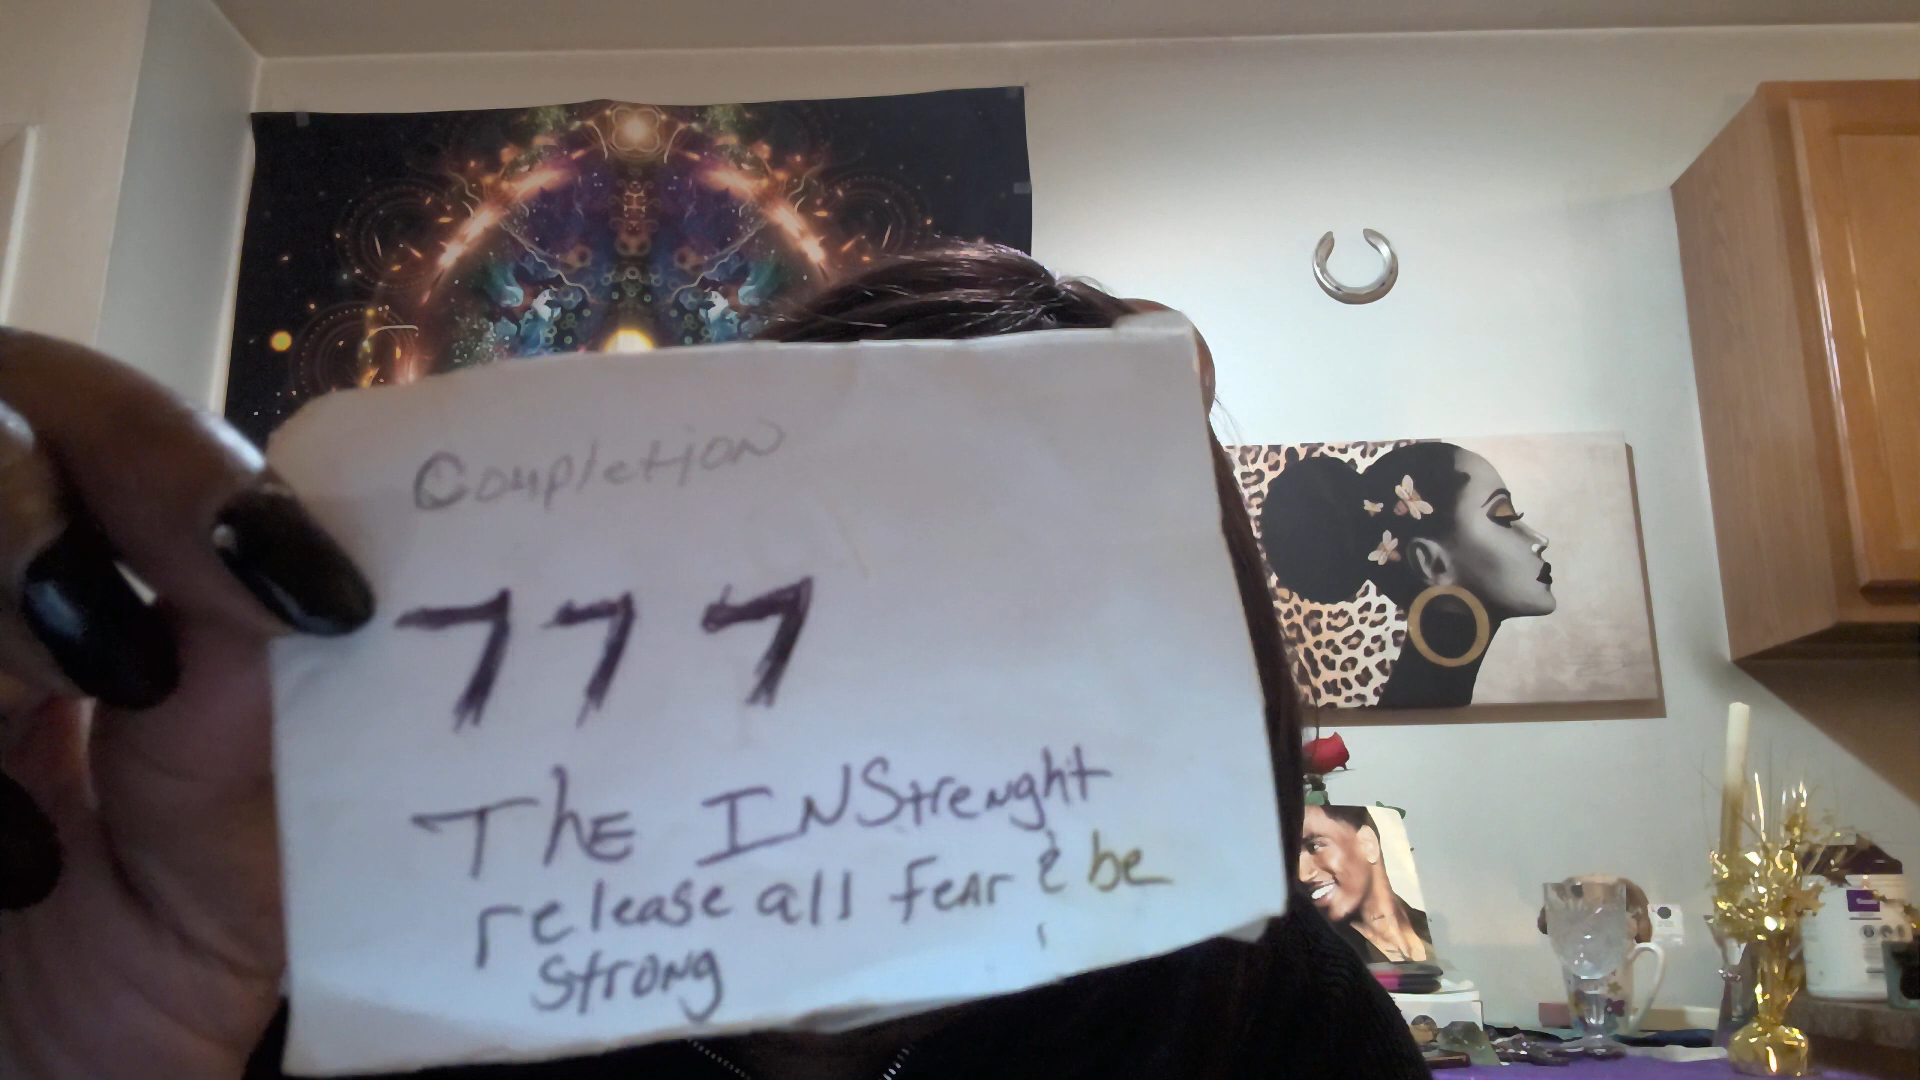 Completion
777
The INStrenght
release all fear & be
strong